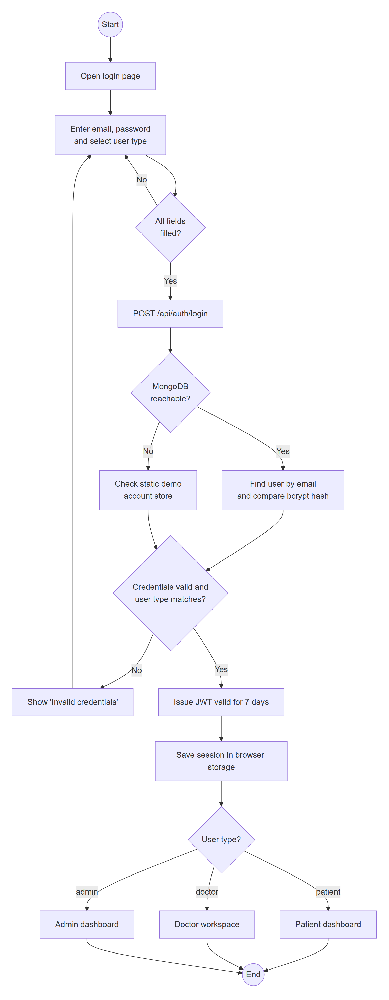 Start
Open login page
Enter email, password
and select user type
No
All fields
filled?
Yes
POST /api/auth/login
MongoDB
reachable?
No
Yes
Check static demo
account store
Find user by email
and compare bcrypt hash
Credentials valid and
user type matches?
No
Yes
Show 'Invalid credentials'
Issue JWT valid for 7 days
Save session in browser
storage
User type?
admin
doctor
patient
Admin dashboard
Doctor workspace
Patient dashboard
End